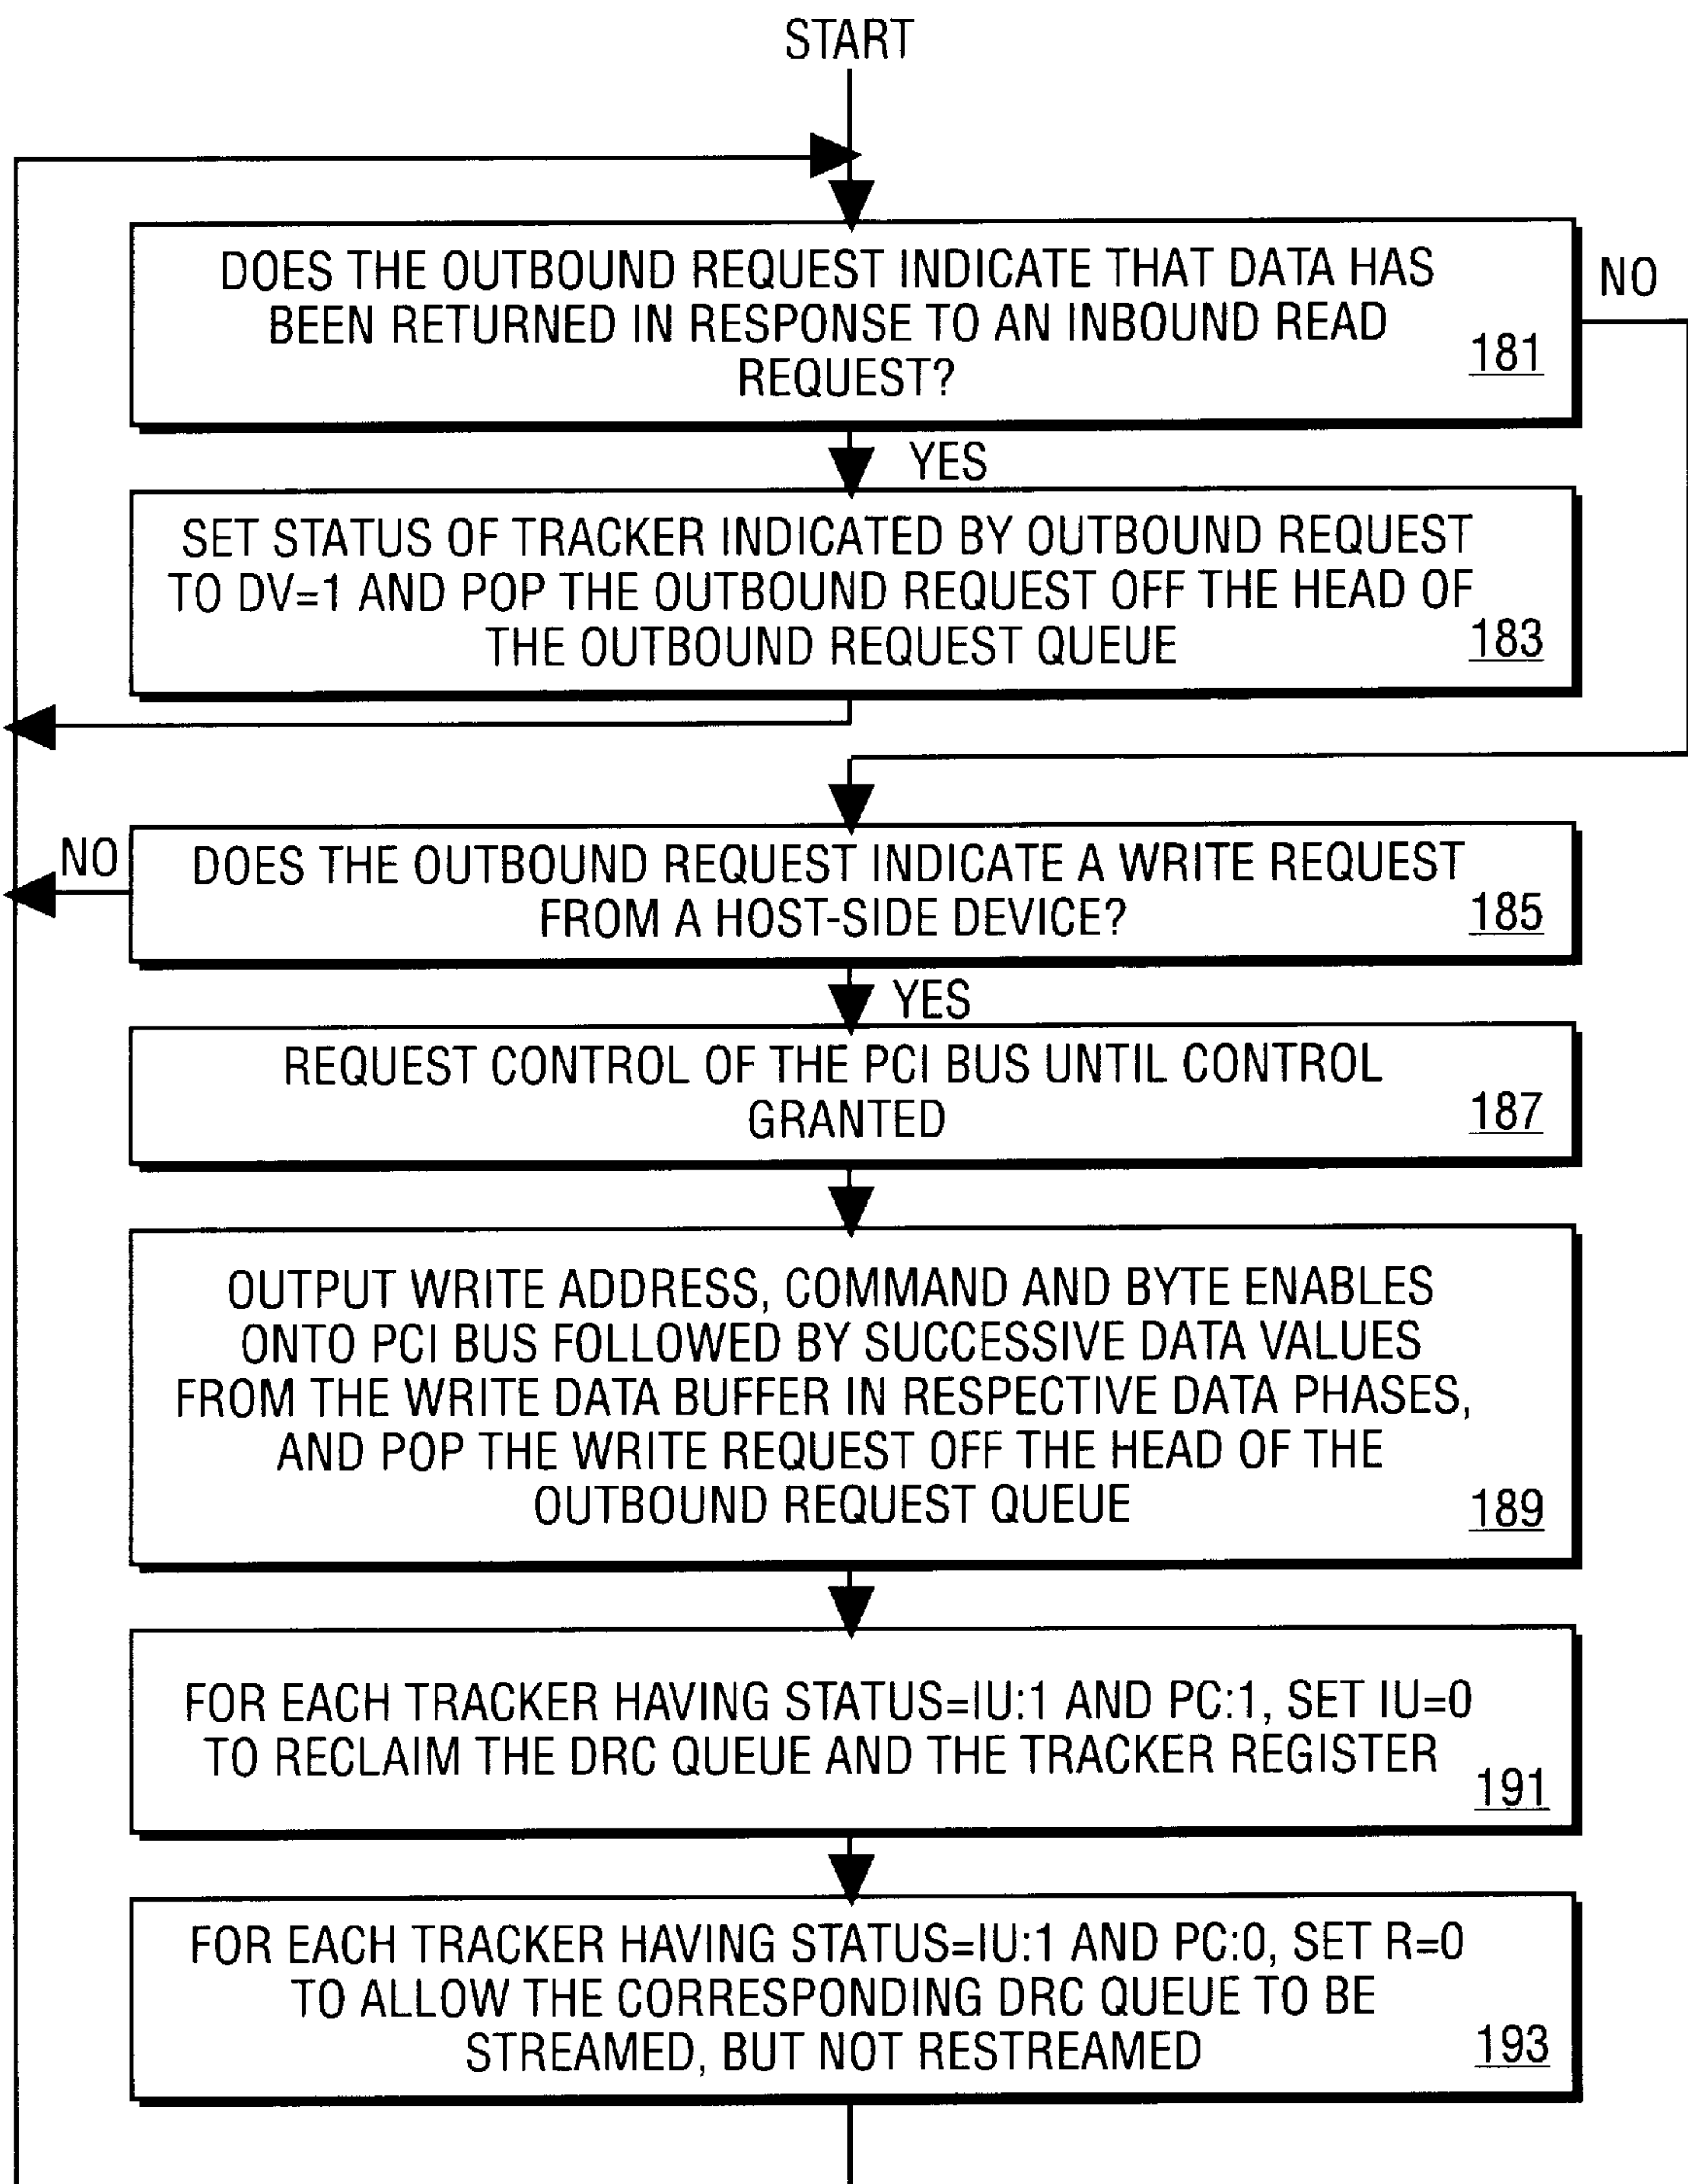 START
DOES THE OUTBOUND REQUEST INDICATE THAT DATA HAS
BEEN RETURNED IN RESPONSE TO AN INBOUND READ
REQUEST?
181
NO
YES
SET STATUS OF TRACKER INDICATED BY OUTBOUND REQUEST
TO DV=1 AND POP THE OUTBOUND REQUEST OFF THE HEAD OF
THE OUTBOUND REQUEST QUEUE
183
NO
DOES THE OUTBOUND REQUEST INDICATE A WRITE REQUEST
FROM A HOST-SIDE DEVICE?
185
YES
REQUEST CONTROL OF THE PCI BUS UNTIL CONTROL
GRANTED
187
OUTPUT WRITE ADDRESS, COMMAND AND BYTE ENABLES
ONTO PCI BUS FOLLOWED BY SUCCESSIVE DATA VALUES
FROM THE WRITE DATA BUFFER IN RESPECTIVE DATA PHASES,
AND POP THE WRITE REQUEST OFF THE HEAD OF THE
OUTBOUND REQUEST QUEUE
189
FOR EACH TRACKER HAVING STATUS=IU:1 AND PC:1, SET IU=0
TO RECLAIM THE DRC QUEUE AND THE TRACKER REGISTER
191
FOR EACH TRACKER HAVING STATUS=IU:1 AND PC:0, SET R=0
TO ALLOW THE CORRESPONDING DRC QUEUE TO BE
STREAMED, BUT NOT RESTREAMED
193